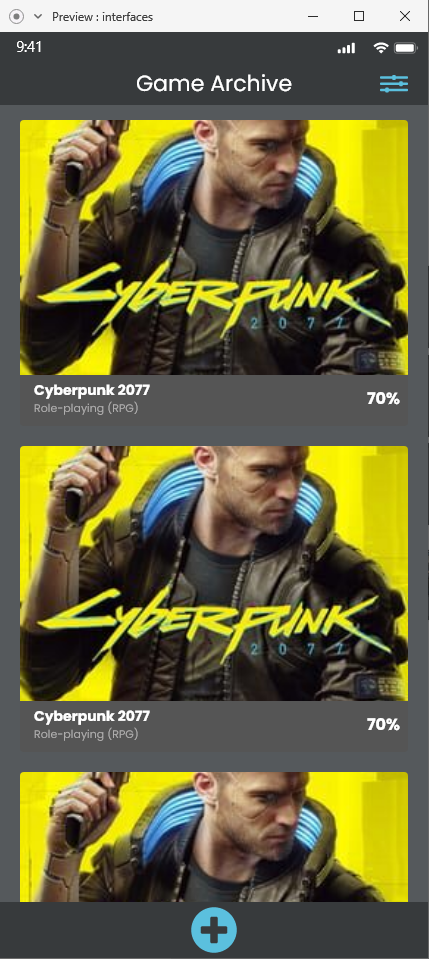 Preview : interfaces
9:41
Game Archive
Cyberpunk
2077
Cyberpunk 2077
Role-playing (RPG)
70%
Cyberpunk
2077
Cyberpunk 2077
Role-playing (RPG)
70%